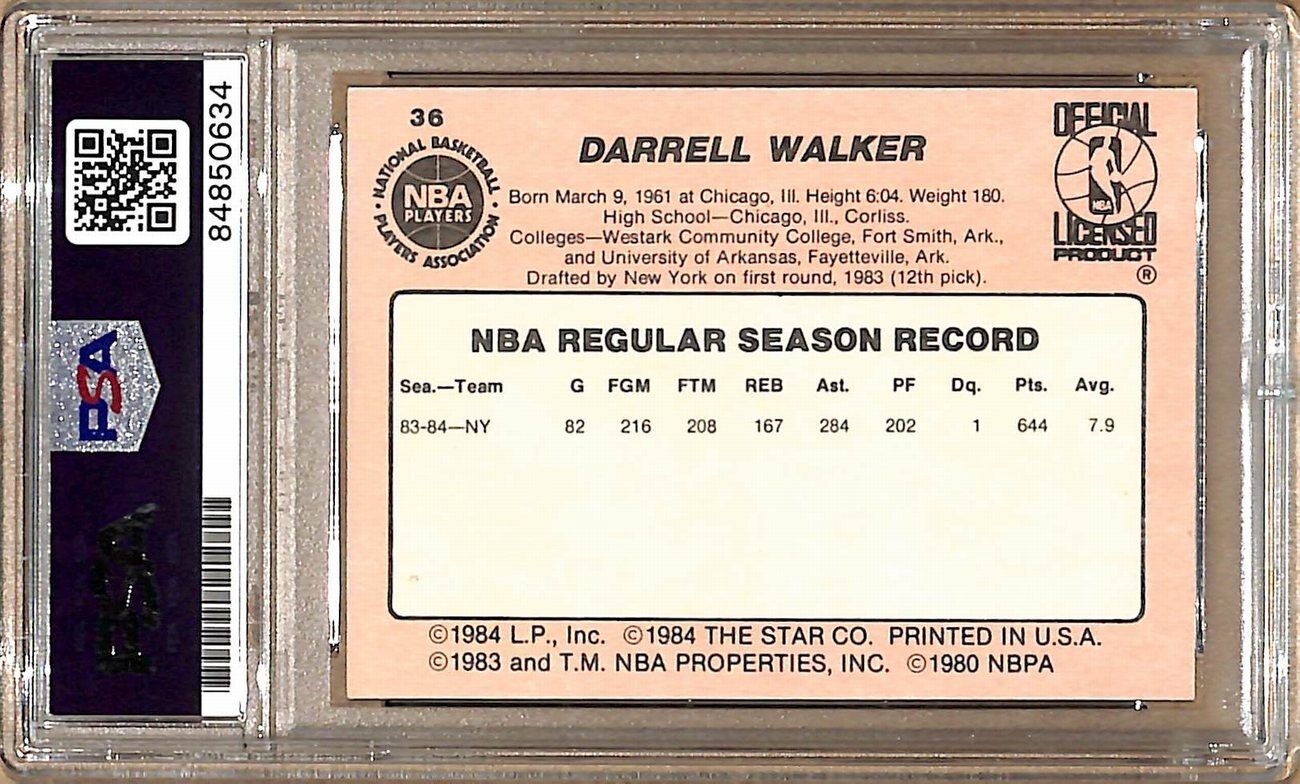 84850634
PSA
36
NATIONAL BASKETBALL
NBA
PLAYERS
PLAYERS ASSOCIATION
DARRELL WALKER
Born March 9, 1961 at Chicago, Ill. Height 6:04. Weight 180.
High School—Chicago, Ill., Corliss.
Colleges—Westark Community College, Fort Smith, Ark.,
and University of Arkansas, Fayetteville, Ark.
Drafted by New York on first round, 1983 (12th pick).
OFFICIAL
NBA
LICENSED
PRODUCT
®
NBA REGULAR SEASON RECORD
Sea.—Team G FGM FTM REB Ast. PF Dq. Pts. Avg.
83-84—NY 82 216 208 167 284 202 1 644 7.9
©1984 L.P., Inc. ©1984 THE STAR CO. PRINTED IN U.S.A.
©1983 and T.M. NBA PROPERTIES, INC. ©1980 NBPA